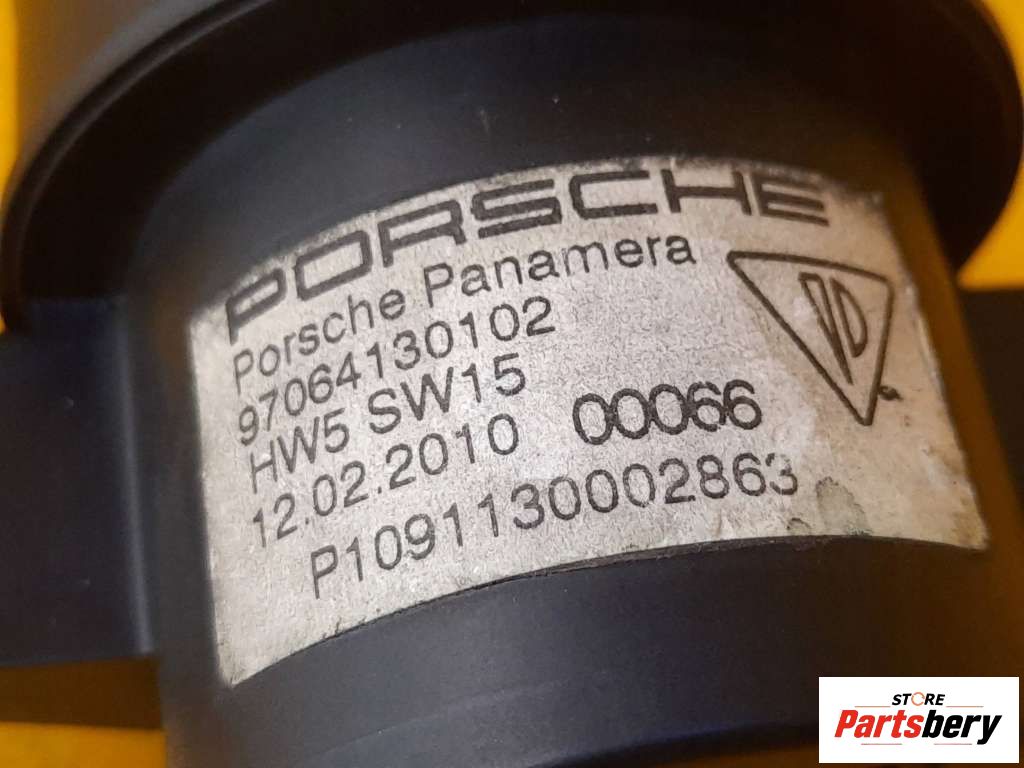 PORSCHE
Porsche Panamera
97064130102
HW5 SW15
12.02.2010 00066
P1091130002863
STORE
Partsbery